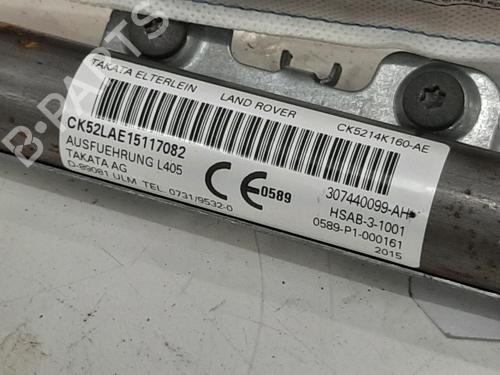 B-PARTS
TAKATA ELTERLEIN LAND ROVER CK5214K160-AE
CK52LAE15117082
AUSFUEHRUNG L405
TAKATA AG
D-89081 ULM TEL. 0731/9532-0
CE 0589
307440099-AH
HSAB-3-1001
0589-P1-000161
2015